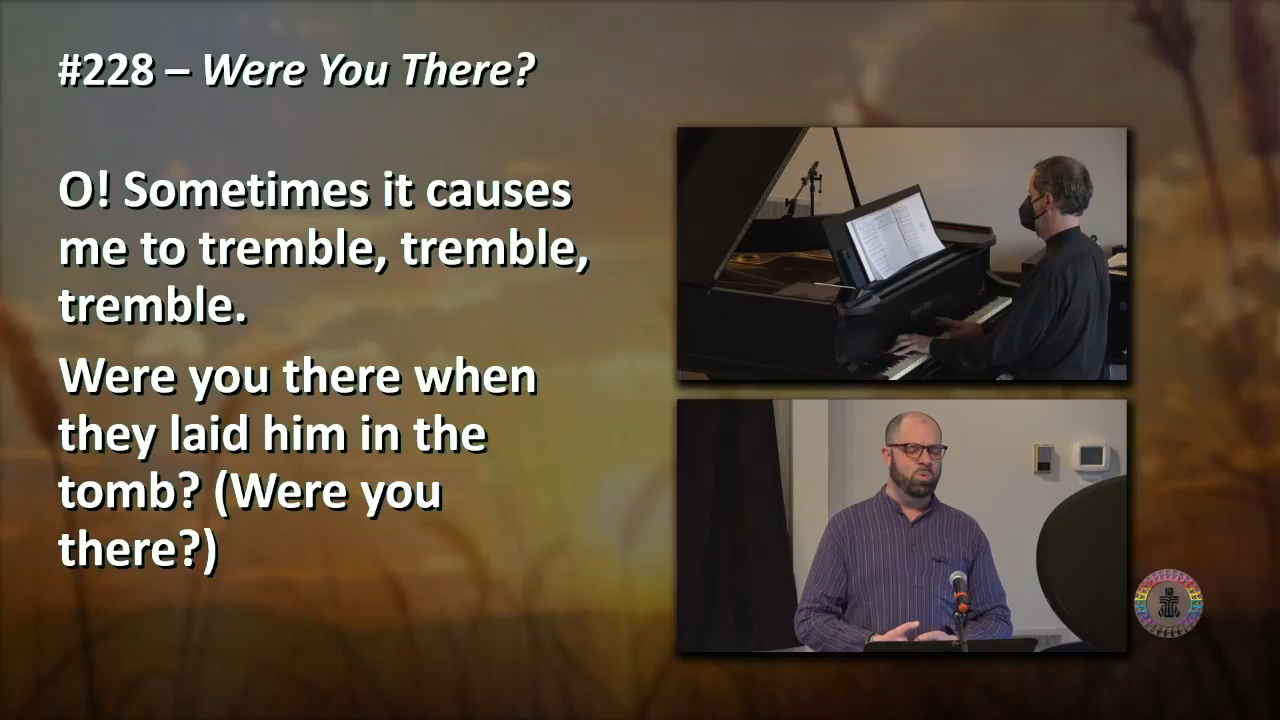 #228 – Were You There?
O! Sometimes it causes
me to tremble, tremble,
tremble.
Were you there when
they laid him in the
tomb? (Were you
there?)